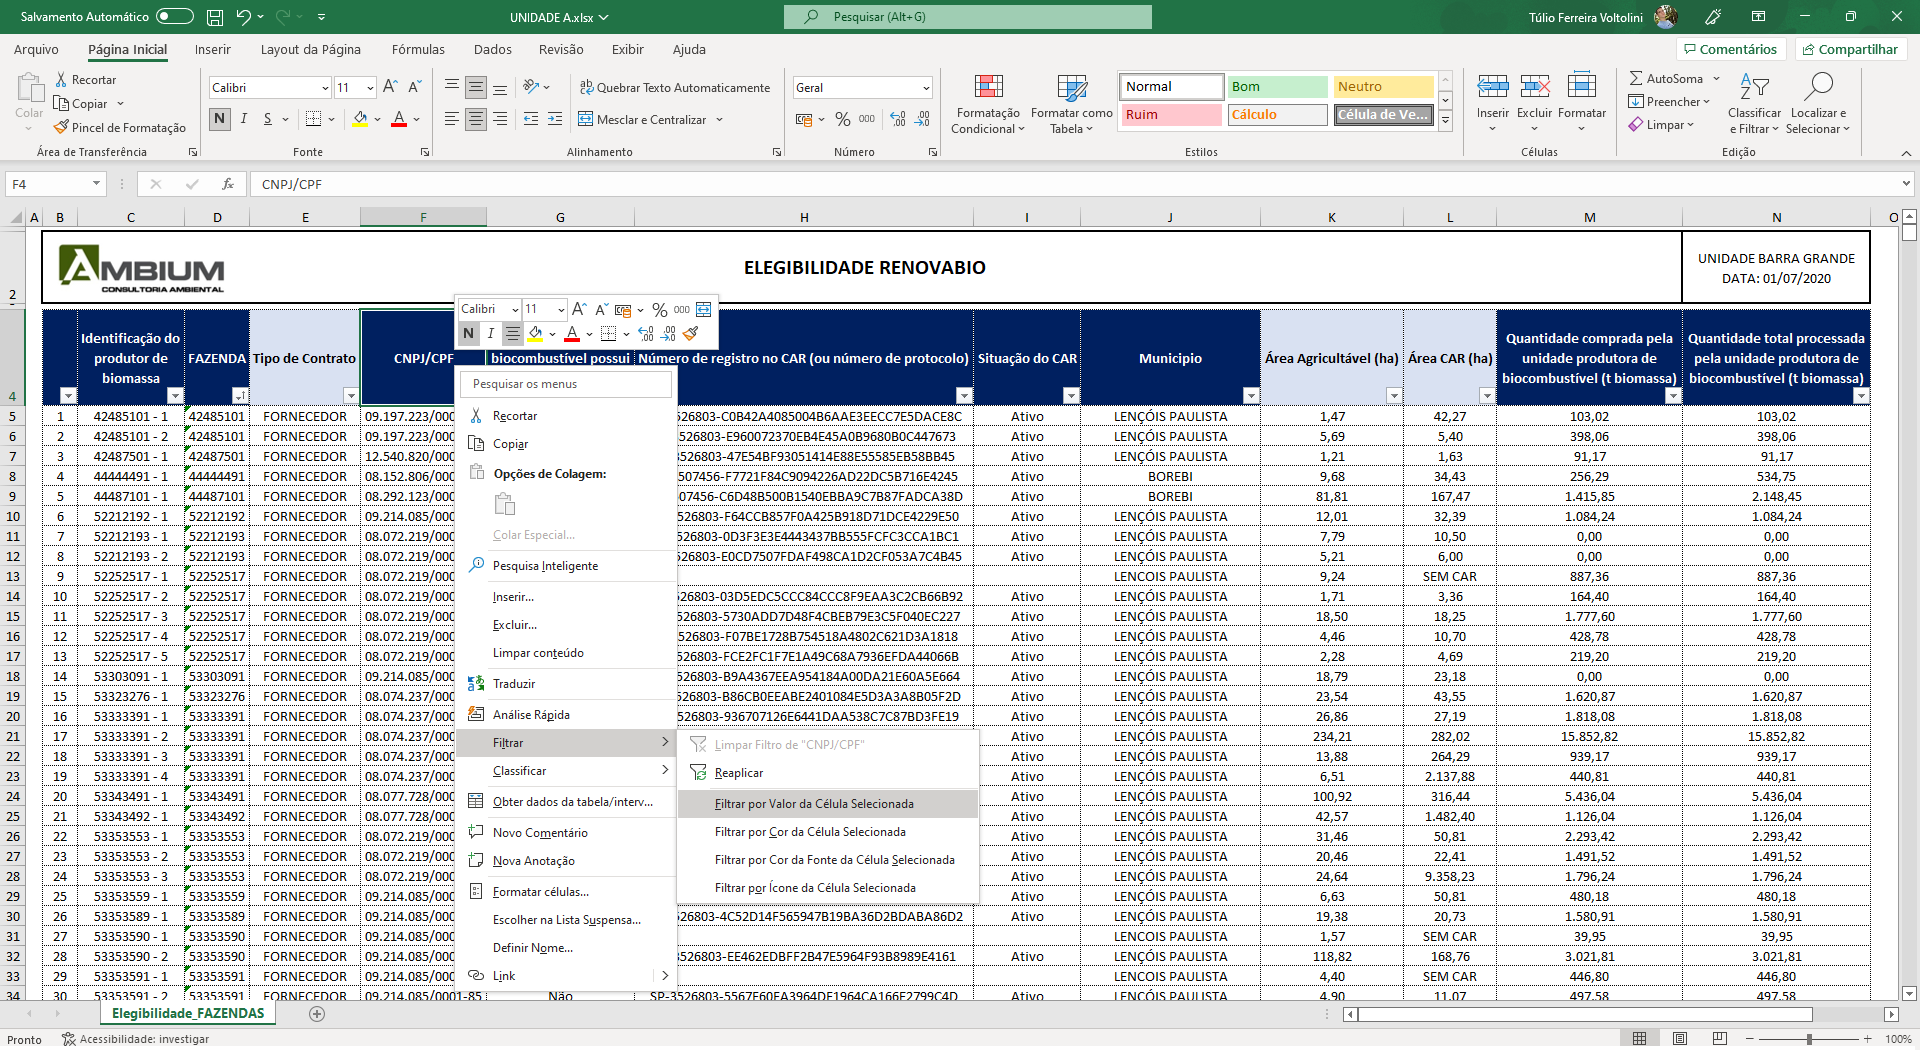 Salvamento Automático
UNIDADE A.xlsx
Pesquisar (Alt+G)
Túlio Ferreira Voltolini
Arquivo Página Inicial Inserir Layout da Página Fórmulas Dados Revisão Exibir Ajuda
Comentários Compartilhar
Colar
Recortar
Copiar
Pincel de Formatação
Área de Transferência
Calibri 11
N I S
Fonte
Quebrar Texto Automaticamente
Mesclar e Centralizar
Alinhamento
Geral
% 000
Número
Formatação Condicional
Formatar como Tabela
Normal Bom Neutro
Ruim Cálculo Célula de Ve...
Estilos
Inserir Excluir Formatar
Células
AutoSoma
Preencher
Limpar
Classificar e Filtrar
Localizar e Selecionar
Edição
F4
fx
CNPJ/CPF
A B C D E F G H I J K L M N O
2
AMBIUM
CONSULTORIA AMBIENTAL
ELEGIBILIDADE RENOVABIO
UNIDADE BARRA GRANDE
DATA: 01/07/2020
4 Identificação do produtor de biomassa FAZENDA Tipo de Contrato CNPJ/CPF biocombustível possui Número de registro no CAR (ou número de protocolo) Situação do CAR Municipio Área Agricultável (ha) Área CAR (ha) Quantidade comprada pela unidade produtora de biocombustível (t biomassa) Quantidade total processada pela unidade produtora de biocombustível (t biomassa)
5 1 42485101 - 1 42485101 FORNECEDOR 09.197.223/000 526803-C0B42A4085004B6AAE3EECC7E5DACE8C Ativo LENÇÓIS PAULISTA 1,47 42,27 103,02 103,02
6 2 42485101 - 2 42485101 FORNECEDOR 09.197.223/000 526803-E960072370EB4E45A0B9680B0C447673 Ativo LENÇÓIS PAULISTA 5,69 5,40 398,06 398,06
7 3 42487501 - 1 42487501 FORNECEDOR 12.540.820/000 526803-47E54BF93051414E88E55585EB58BB45 Ativo LENÇÓIS PAULISTA 1,21 1,63 91,17 91,17
8 4 44444491 - 1 44444491 FORNECEDOR 08.152.806/000 507456-F7721F84C9094226AD22DC5B716E4245 Ativo BOREBI 9,68 34,43 256,29 534,75
9 5 44487101 - 1 44487101 FORNECEDOR 08.292.123/000 07456-C6D48B500B1540EBBA9C7B87FADCA38D Ativo BOREBI 81,81 167,47 1.415,85 2.148,45
10 6 52212192 - 1 52212192 FORNECEDOR 09.214.085/000 526803-F64CCB857F0A425B918D71DCE4229E50 Ativo LENÇÓIS PAULISTA 12,01 32,39 1.084,24 1.084,24
11 7 52212193 - 1 52212193 FORNECEDOR 08.072.219/000 526803-0D3F3E3E4443437BB555FCFC3CCA1BC1 Ativo LENÇÓIS PAULISTA 7,79 10,50 0,00 0,00
12 8 52212193 - 2 52212193 FORNECEDOR 08.072.219/000 526803-E0CD7507FDAF498CA1D2CF053A7C4B45 Ativo LENÇÓIS PAULISTA 5,21 6,00 0,00 0,00
13 9 52252517 - 1 52252517 FORNECEDOR 08.072.219/000 LENCOIS PAULISTA 9,24 SEM CAR 887,36 887,36
14 10 52252517 - 2 52252517 FORNECEDOR 08.072.219/000 526803-03D5EDC5CCC84CCC8F9EAA3C2CB66B92 Ativo LENÇÓIS PAULISTA 1,71 3,36 164,40 164,40
15 11 52252517 - 3 52252517 FORNECEDOR 08.072.219/000 526803-5730ADD7D48F4CBEB79E3C5F040EC227 Ativo LENÇÓIS PAULISTA 18,50 18,25 1.777,60 1.777,60
16 12 52252517 - 4 52252517 FORNECEDOR 08.072.219/000 526803-F07BE1728B754518A4802C621D3A1818 Ativo LENÇÓIS PAULISTA 4,46 10,70 428,78 428,78
17 13 52252517 - 5 52252517 FORNECEDOR 08.072.219/000 526803-FCE2FC1F7E1A49C68A7936EFDA44066B Ativo LENÇÓIS PAULISTA 2,28 4,69 219,20 219,20
18 14 53303091 - 1 53303091 FORNECEDOR 09.214.085/000 526803-B9A4367EEA954184A00DA21E60A5E664 Ativo LENÇÓIS PAULISTA 18,79 23,18 0,00 0,00
19 15 53323276 - 1 53323276 FORNECEDOR 08.074.237/000 526803-B86CB0EEABE2401084E5D3A3A8B05F2D Ativo LENÇÓIS PAULISTA 23,54 43,55 1.620,87 1.620,87
20 16 53333391 - 1 53333391 FORNECEDOR 08.074.237/000 526803-936707126E6441DAA538C7C87BD3FE19 Ativo LENÇÓIS PAULISTA 26,86 27,19 1.818,08 1.818,08
21 17 53333391 - 2 53333391 FORNECEDOR 08.074.237/000 Ativo LENÇÓIS PAULISTA 234,21 282,02 15.852,82 15.852,82
22 18 53333391 - 3 53333391 FORNECEDOR 08.074.237/000 Ativo LENÇÓIS PAULISTA 13,88 264,29 939,17 939,17
23 19 53333391 - 4 53333391 FORNECEDOR 08.074.237/000 Ativo LENÇÓIS PAULISTA 6,51 2.137,88 440,81 440,81
24 20 53343491 - 1 53343491 FORNECEDOR 08.077.728/000 Ativo LENÇÓIS PAULISTA 100,92 316,44 5.436,04 5.436,04
25 21 53343492 - 1 53343492 FORNECEDOR 08.077.728/000 Ativo LENÇÓIS PAULISTA 42,57 1.482,40 1.126,04 1.126,04
26 22 53353553 - 1 53353553 FORNECEDOR 08.072.219/000 Ativo LENÇÓIS PAULISTA 31,46 50,81 2.293,42 2.293,42
27 23 53353553 - 2 53353553 FORNECEDOR 08.072.219/000 Ativo LENÇÓIS PAULISTA 20,46 22,41 1.491,52 1.491,52
28 24 53353553 - 3 53353553 FORNECEDOR 08.072.219/000 Ativo LENÇÓIS PAULISTA 24,64 9.358,23 1.796,24 1.796,24
29 25 53353559 - 1 53353559 FORNECEDOR 09.214.085/000 Ativo LENÇÓIS PAULISTA 6,63 50,81 480,18 480,18
30 26 53353589 - 1 53353589 FORNECEDOR 09.214.085/000 526803-4C52D14F565947B19BA36D2BDABA86D2 Ativo LENÇÓIS PAULISTA 19,38 20,73 1.580,91 1.580,91
31 27 53353590 - 1 53353590 FORNECEDOR 09.214.085/000 LENCOIS PAULISTA 1,57 SEM CAR 39,95 39,95
32 28 53353590 - 2 53353590 FORNECEDOR 09.214.085/000 526803-EE462EDBFF2B47E5964F93B8989E4161 Ativo LENÇÓIS PAULISTA 118,82 168,76 3.021,81 3.021,81
33 29 53353591 - 1 53353591 FORNECEDOR 09.214.085/000 LENCOIS PAULISTA 4,40 SEM CAR 446,80 446,80
34 30 53353591 - 2 53353591 FORNECEDOR 09.214.085/0001-85 Não SP-3526803-5567F60FA3964DF1964CA166F2799C4D Ativo LENÇÓIS PAULISTA 4,90 11,07 497,58 497,58
Calibri 11 % 000
N I A
Pesquisar os menus
Recortar
Copiar
Opções de Colagem:
Colar Especial...
Pesquisa Inteligente
Inserir...
Excluir...
Limpar conteúdo
Traduzir
Análise Rápida
Filtrar
Classificar
Obter dados da tabela/interv...
Novo Comentário
Nova Anotação
Formatar células...
Escolher na Lista Suspensa...
Definir Nome...
Link
Limpar Filtro de "CNPJ/CPF"
Reaplicar
Filtrar por Valor da Célula Selecionada
Filtrar por Cor da Célula Selecionada
Filtrar por Cor da Fonte da Célula Selecionada
Filtrar por Ícone da Célula Selecionada
Elegibilidade_FAZENDAS
Pronto
Acessibilidade: investigar
100%